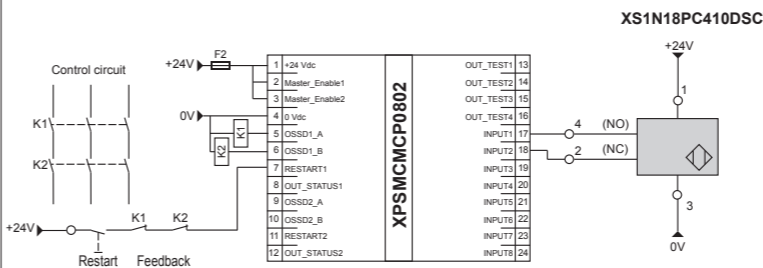 XS1N18PC410DSC
+24V
F2
+24V
Control circuit
1 +24 Vdc
2 Master_Enable1
3 Master_Enable2
0V
4 0 Vdc
5 OSSD1_A
6 OSSD1_B
7 RESTART1
8 OUT_STATUS1
9 OSSD2_A
10 OSSD2_B
11 RESTART2
12 OUT_STATUS2
K1
K2
XPSMCMCP0802
OUT_TEST1 13
OUT_TEST2 14
OUT_TEST3 15
OUT_TEST4 16
INPUT1 17
INPUT2 18
INPUT3 19
INPUT4 20
INPUT5 21
INPUT6 22
INPUT7 23
INPUT8 24
1
4 (NO)
2 (NC)
3
0V
K1
K2
+24V
K1 K2
Restart Feedback